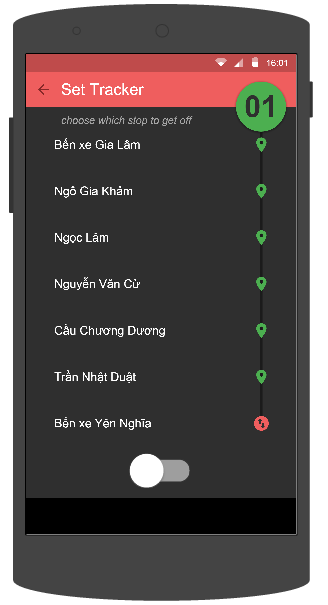 16:01
Set Tracker
01
choose which stop to get off
Bến xe Gia Lâm
Ngô Gia Khảm
Ngọc Lâm
Nguyễn Văn Cừ
Cầu Chương Dương
Trần Nhật Duật
Bến xe Yên Nghĩa